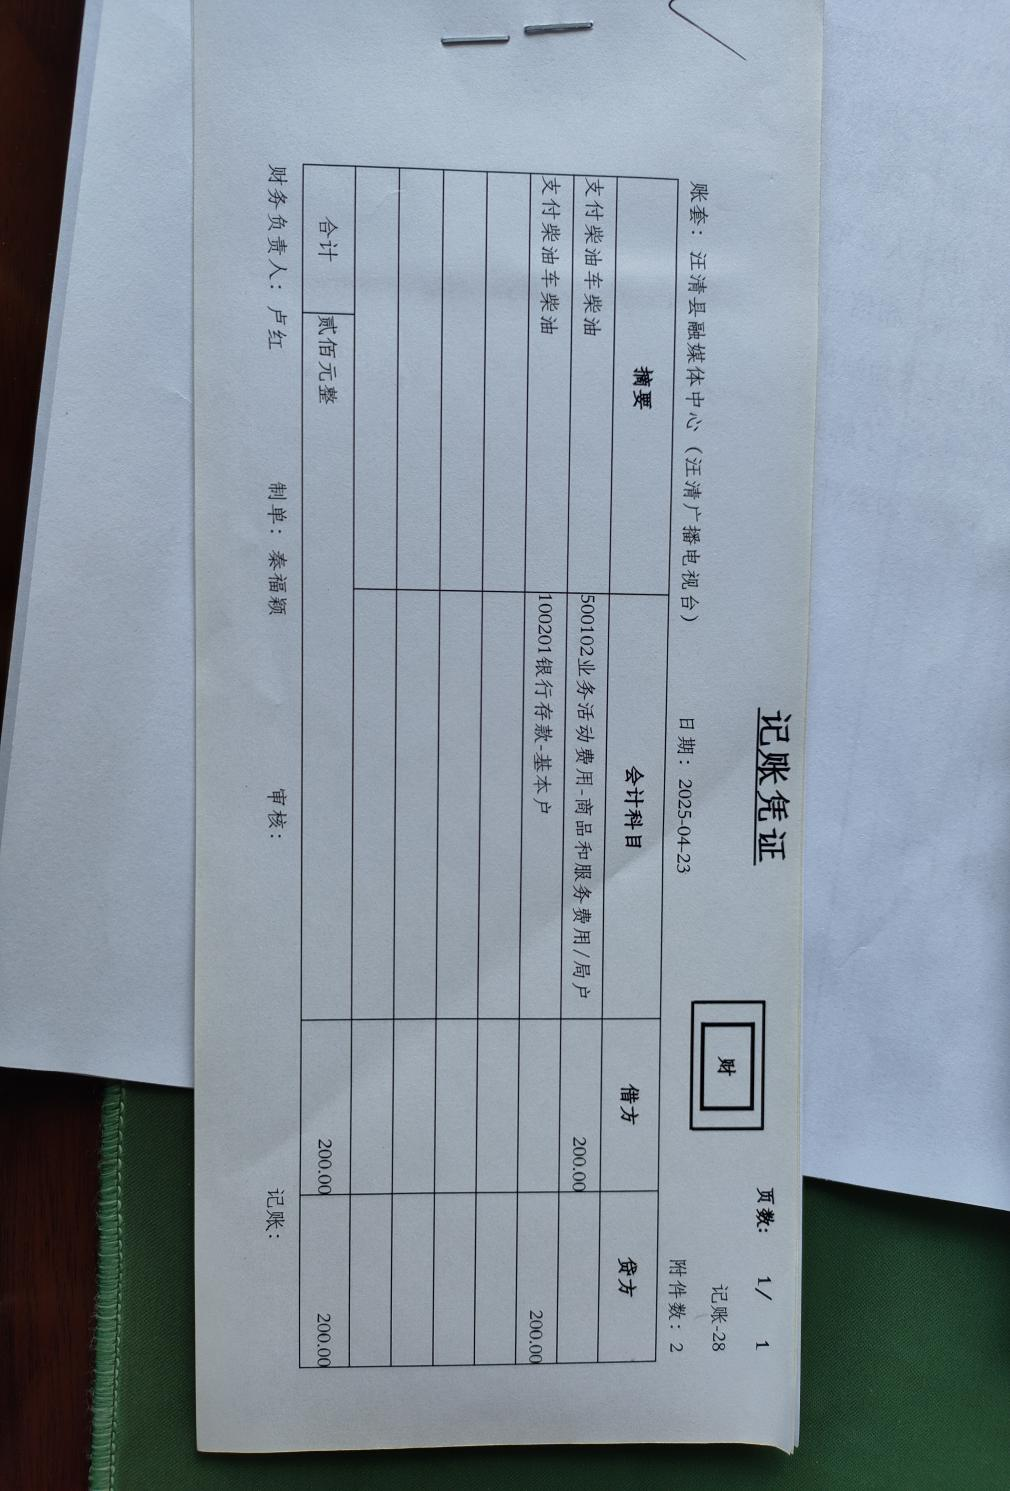 记账凭证
财
页数: 1/ 1
记账-28
账套: 汪清县融媒体中心（汪清广播电视台） 日期: 2025-04-23 附件数: 2
摘要 会计科目 借方 贷方
支付柴油车柴油 500102业务活动费用-商品和服务费用/局户 200.00
支付柴油车柴油 100201银行存款-基本户 200.00
合计 贰佰元整 200.00 200.00
财务负责人: 卢红 制单: 秦福颖 审核: 记账: